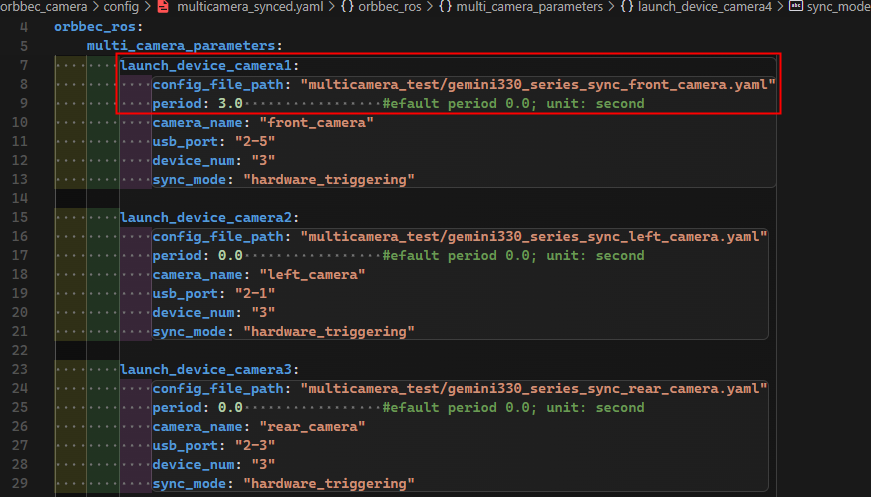 orbbec_camera > config > multicamera_synced.yaml > {} orbbec_ros > {} multi_camera_parameters > {} launch_device_camera4 > abc sync_mode
4 orbbec_ros:
5 multi_camera_parameters:
7 launch_device_camera1:
8 config_file_path: "multicamera_test/gemini330_series_sync_front_camera.yaml"
9 period: 3.0 #efault period 0.0; unit: second
10 camera_name: "front_camera"
11 usb_port: "2-5"
12 device_num: "3"
13 sync_mode: "hardware_triggering"
14
15 launch_device_camera2:
16 config_file_path: "multicamera_test/gemini330_series_sync_left_camera.yaml"
17 period: 0.0 #efault period 0.0; unit: second
18 camera_name: "left_camera"
19 usb_port: "2-1"
20 device_num: "3"
21 sync_mode: "hardware_triggering"
22
23 launch_device_camera3:
24 config_file_path: "multicamera_test/gemini330_series_sync_rear_camera.yaml"
25 period: 0.0 #efault period 0.0; unit: second
26 camera_name: "rear_camera"
27 usb_port: "2-3"
28 device_num: "3"
29 sync_mode: "hardware_triggering"